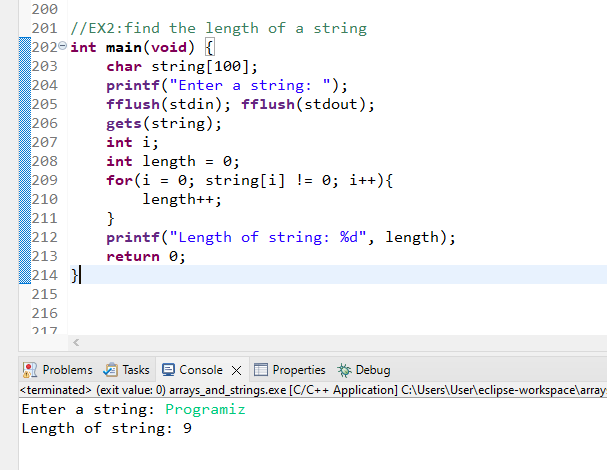 200
201 //EX2:find the length of a string
202 int main(void) {
203     char string[100];
204     printf("Enter a string: ");
205     fflush(stdin); fflush(stdout);
206     gets(string);
207     int i;
208     int length = 0;
209     for(i = 0; string[i] != 0; i++){
210         length++;
211     }
212     printf("Length of string: %d", length);
213     return 0;
214 }
215
216
217
Problems Tasks Console Properties Debug
<terminated> (exit value: 0) arrays_and_strings.exe [C/C++ Application] C:\Users\User\eclipse-workspace\array
Enter a string: Programiz
Length of string: 9